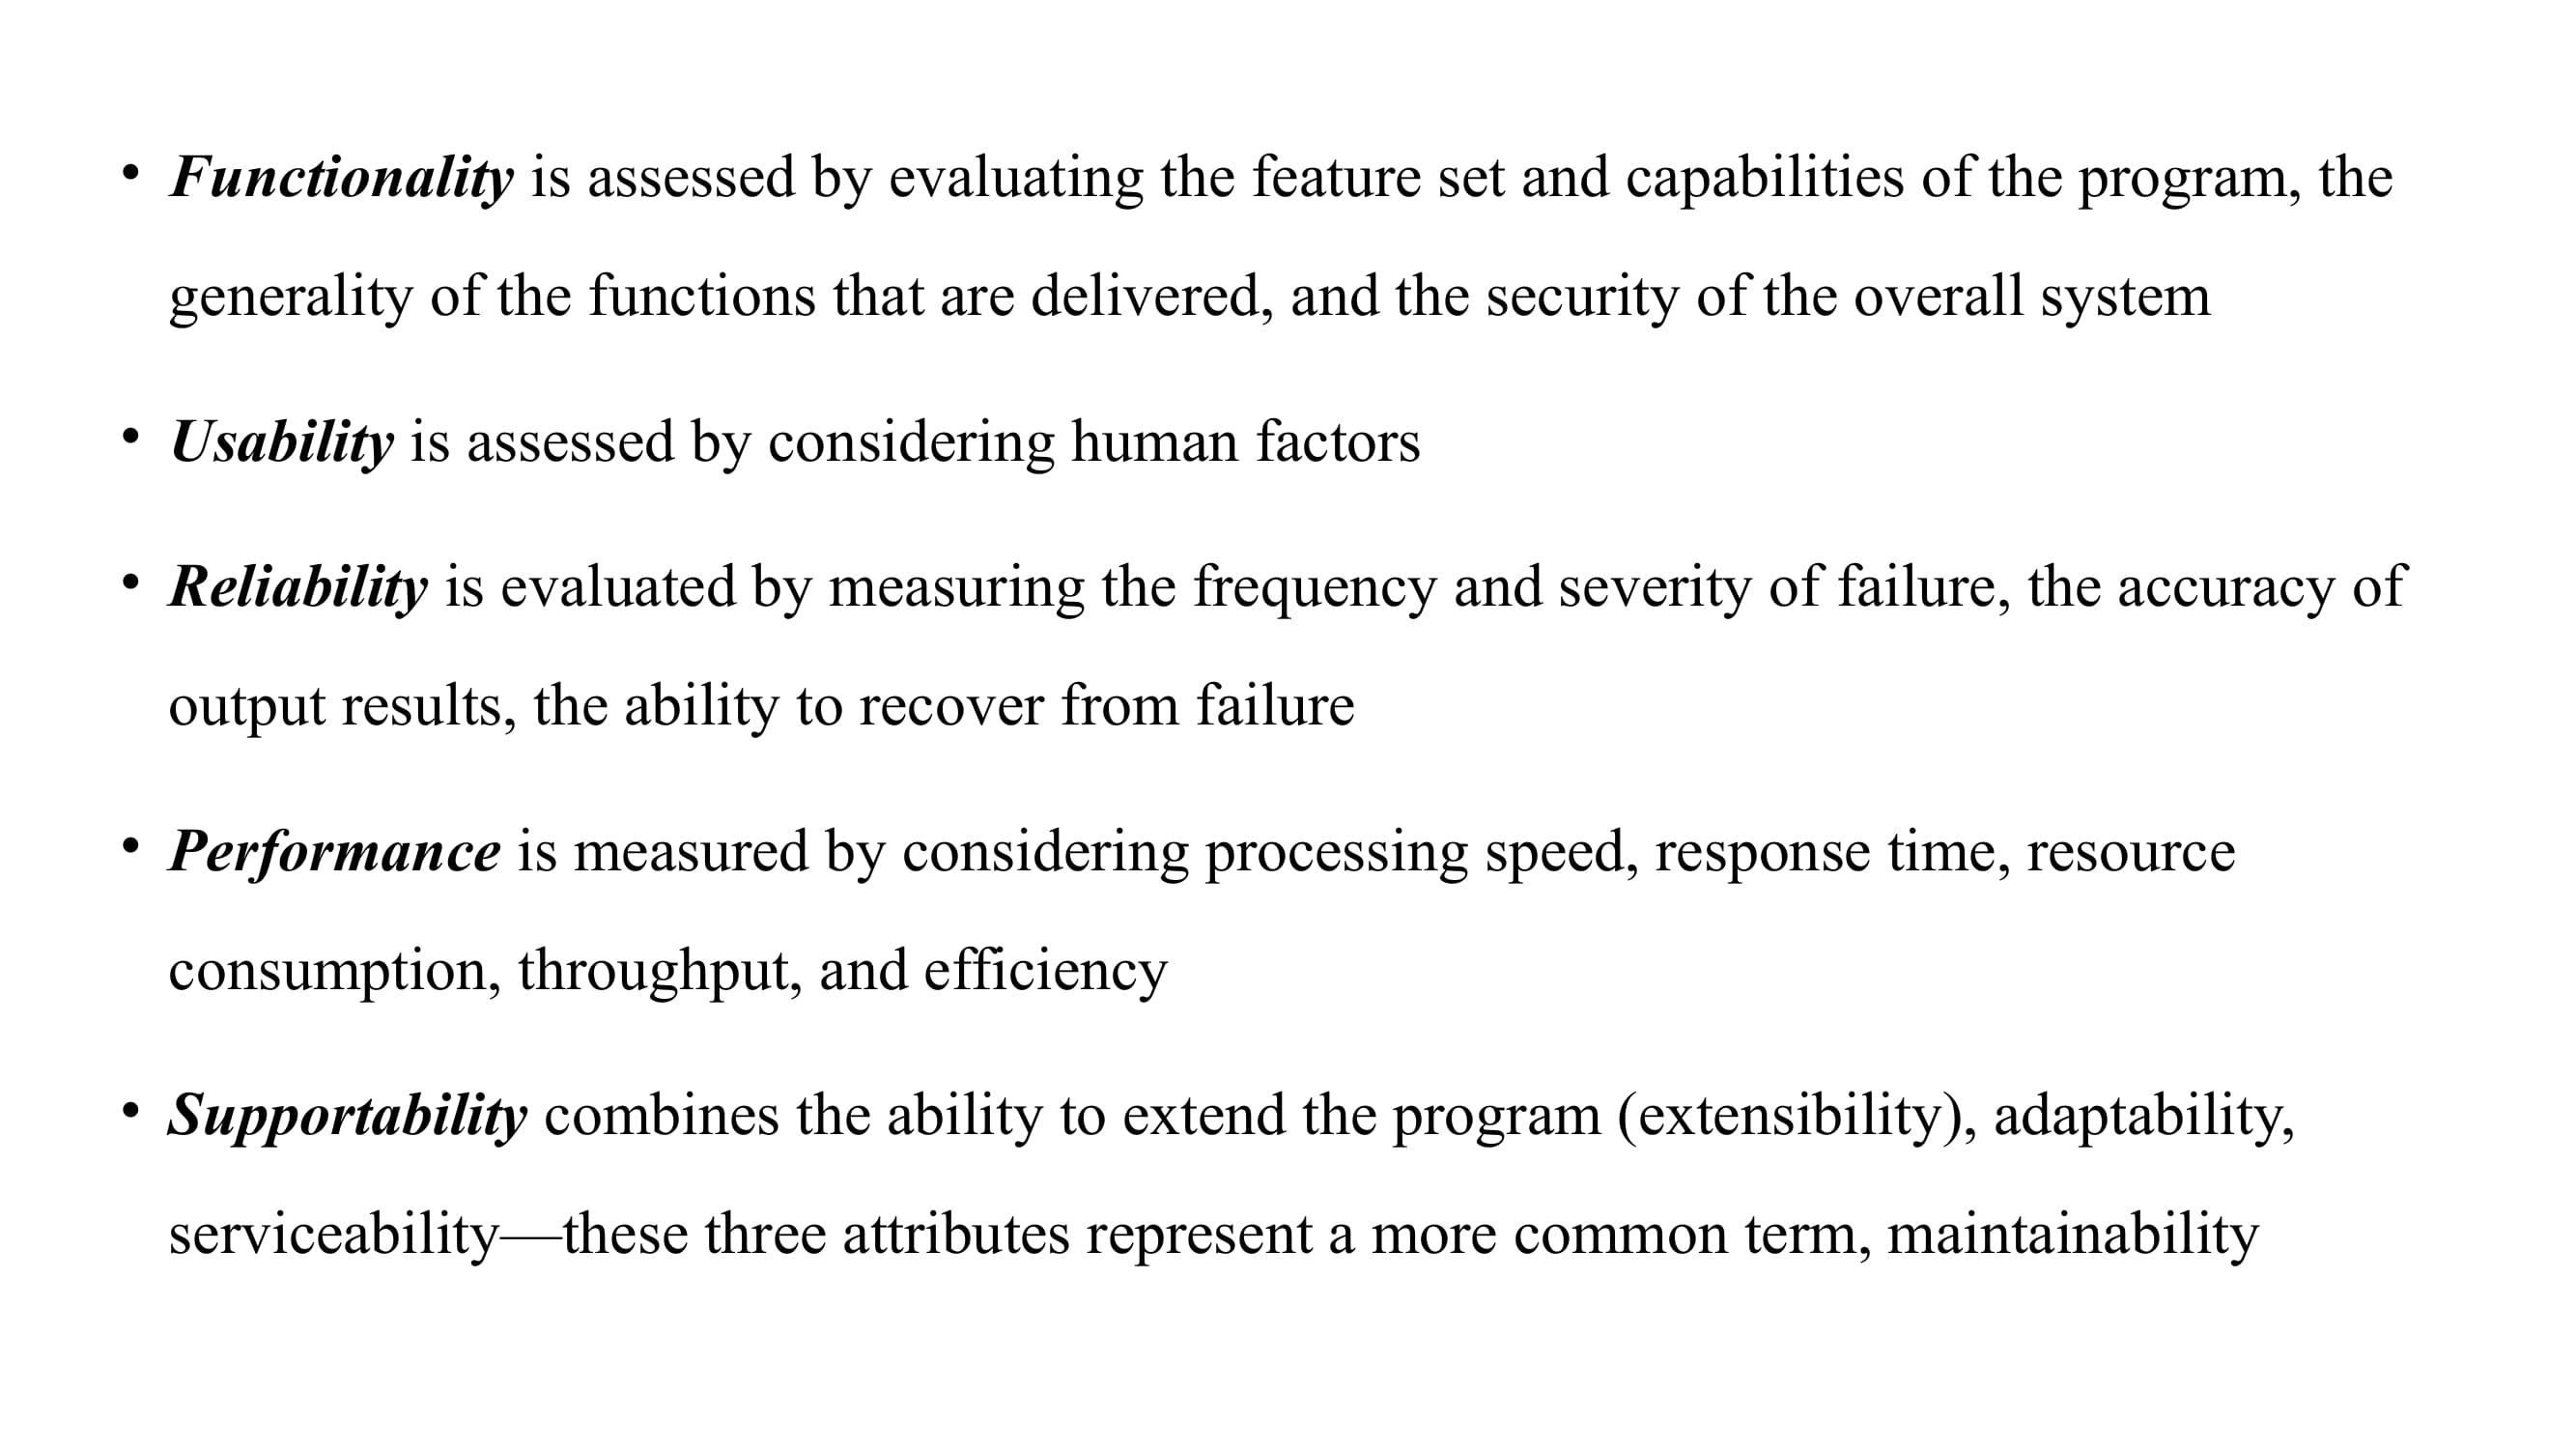 • Functionality is assessed by evaluating the feature set and capabilities of the program, the
generality of the functions that are delivered, and the security of the overall system
• Usability is assessed by considering human factors
• Reliability is evaluated by measuring the frequency and severity of failure, the accuracy of
output results, the ability to recover from failure
• Performance is measured by considering processing speed, response time, resource
consumption, throughput, and efficiency
• Supportability combines the ability to extend the program (extensibility), adaptability,
serviceability—these three attributes represent a more common term, maintainability